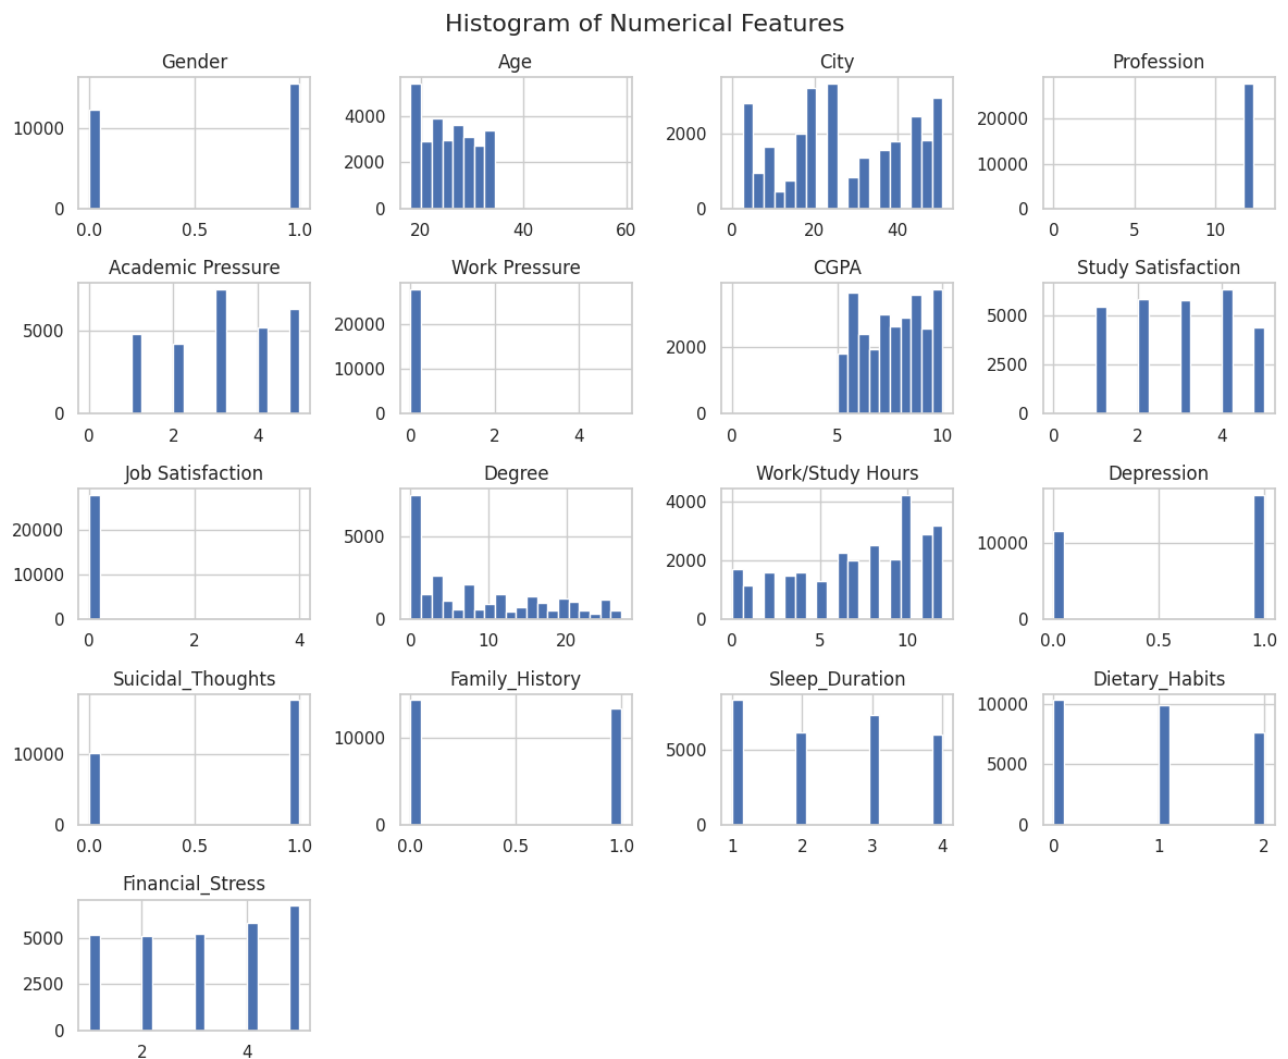 Histogram of Numerical Features
Gender Age City Profession
10000
0
0.0 0.5 1.0
4000
2000
0
20 40 60
2000
0
0 20 40
20000
10000
0
0 5 10
Academic Pressure Work Pressure CGPA Study Satisfaction
5000
0
0 2 4
20000
10000
0
0 2 4
2000
0
0 5 10
5000
2500
0
0 2 4
Job Satisfaction Degree Work/Study Hours Depression
20000
10000
0
0 2 4
5000
0
0 10 20
4000
2000
0
0 5 10
10000
0
0.0 0.5 1.0
Suicidal_Thoughts Family_History Sleep_Duration Dietary_Habits
10000
0
0.0 0.5 1.0
10000
0
0.0 0.5 1.0
5000
0
1 2 3 4
10000
5000
0
0 1 2
Financial_Stress
5000
2500
0
2 4